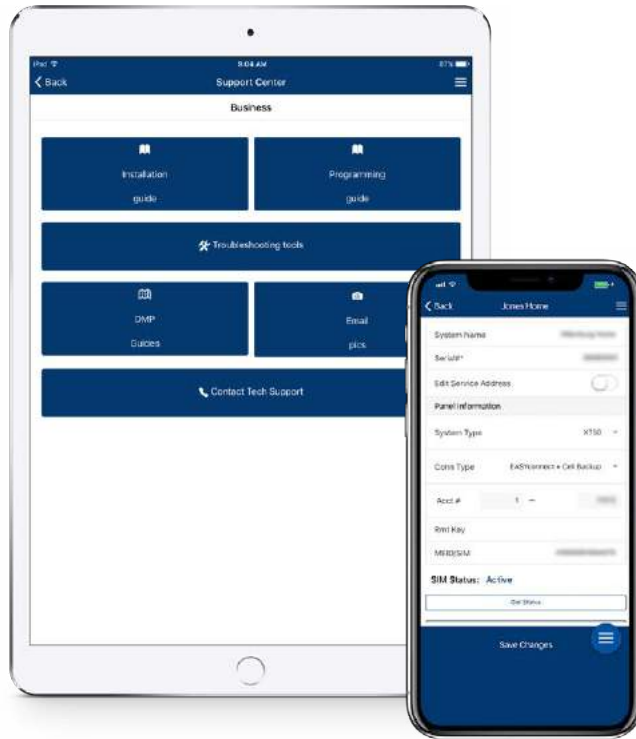 iPad
9:04 AM
87%
Back
Support Center
Business
Installation
guide
Programming
guide
Troubleshooting tools
DMP
Guides
Email
pics
Contact Tech Support
Back
Jones Home
System Name
Serial#*
Edit Service Address
Panel Information
System Type
XT50
Cons Type
EASYconnect + Cell Backup
Acct #
1 –
Rmt Key
MEID/SIM
SIM Status: Active
Get Status
Save Changes